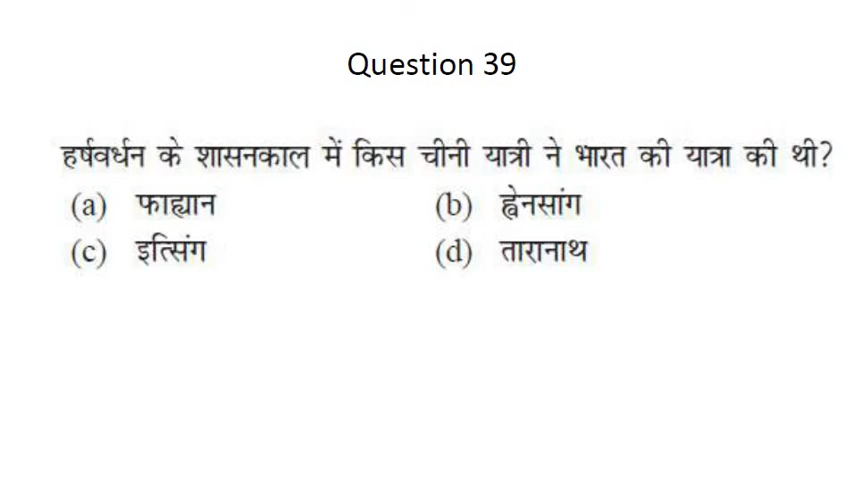 Question 39
हर्षवर्धन के शासनकाल में किस चीनी यात्री ने भारत की यात्रा की थी?
(a) फाह्यान (b) ह्वेनसांग
(c) इत्सिंग (d) तारानाथ